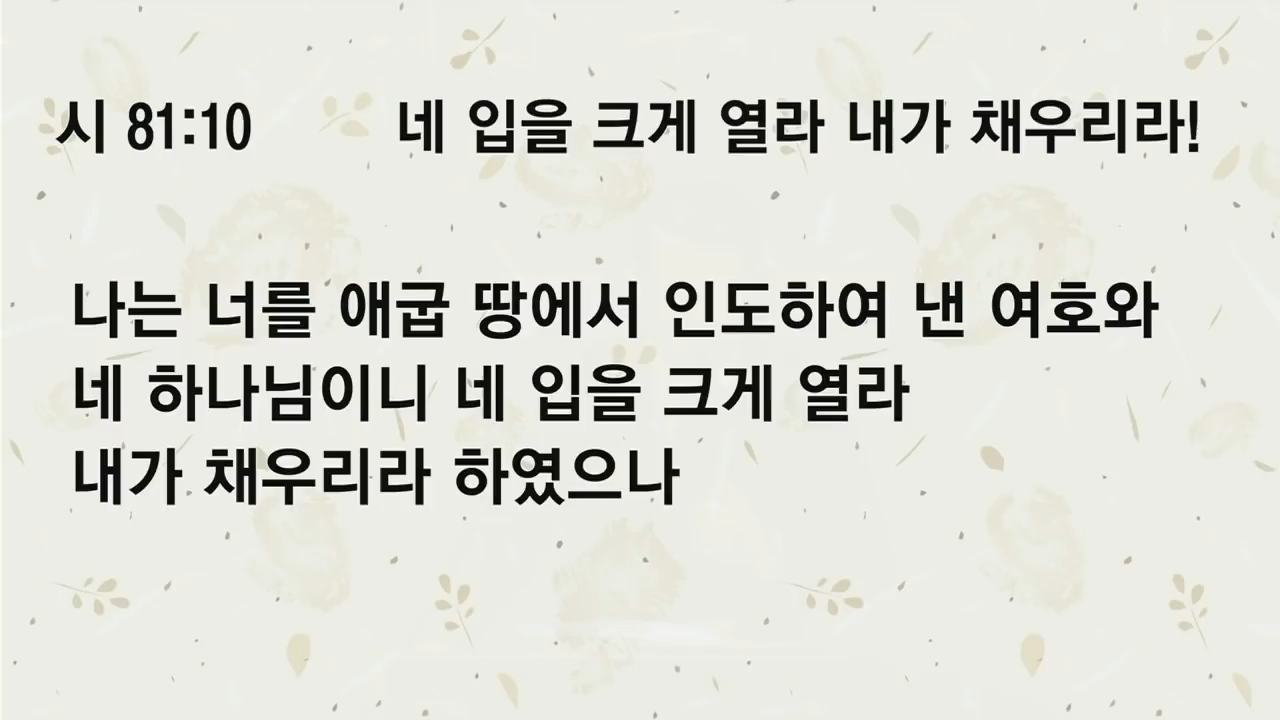 시 81:10 네 입을 크게 열라 내가 채우리라!
나는 너를 애굽 땅에서 인도하여 낸 여호와
네 하나님이니 네 입을 크게 열라
내가 채우리라 하였으나